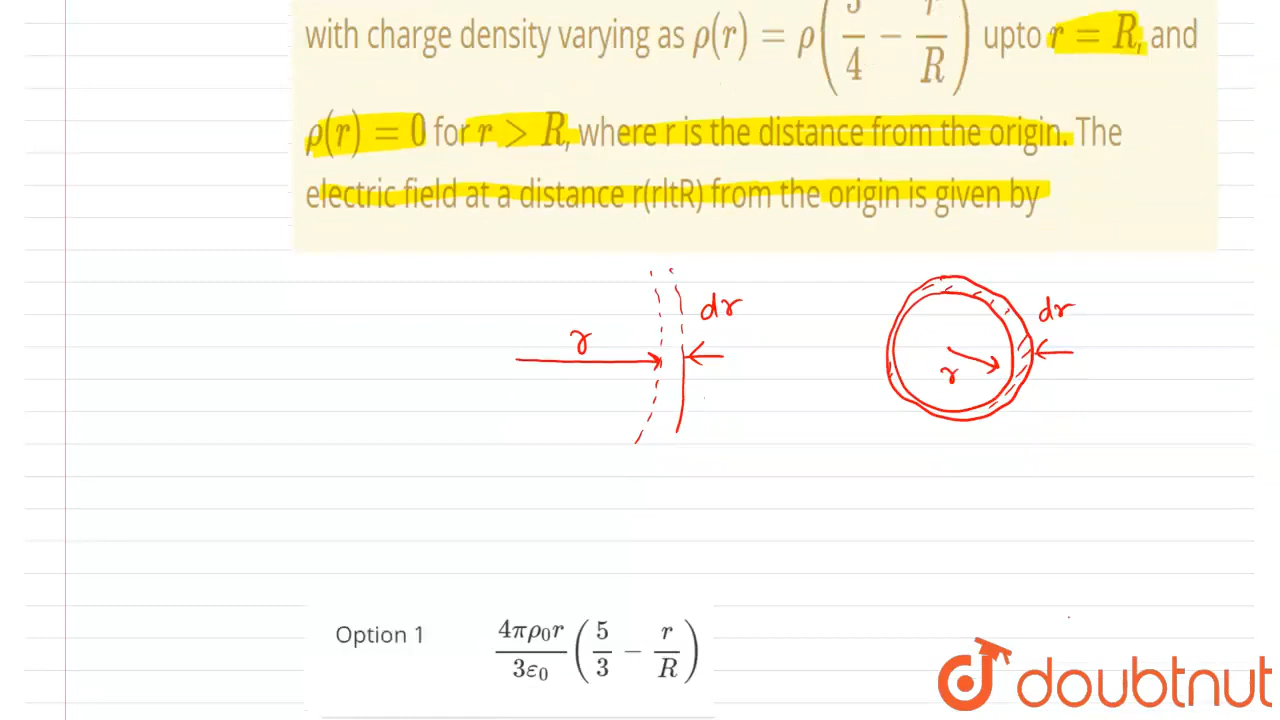 with charge density varying as ρ(r) = ρ(5/4 − r/R) upto r = R, and
ρ(r) = 0 for r > R, where r is the distance from the origin. The
electric field at a distance r(rltR) from the origin is given by
r
dr
r
dr
Option 1 4πρ₀r/3ε₀ (5/3 − r/R)
doubtnut